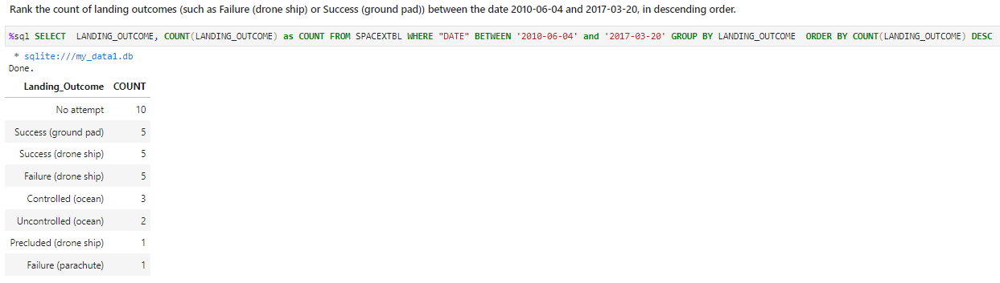 Rank the count of landing outcomes (such as Failure (drone ship) or Success (ground pad)) between the date 2010-06-04 and 2017-03-20, in descending order.
%sql SELECT  LANDING_OUTCOME, COUNT(LANDING_OUTCOME) as COUNT FROM SPACEXTBL WHERE "DATE" BETWEEN '2010-06-04' and '2017-03-20' GROUP BY LANDING_OUTCOME  ORDER BY COUNT(LANDING_OUTCOME) DESC
* sqlite:///my_data1.db
Done.
Landing_Outcome COUNT
No attempt 10
Success (ground pad) 5
Success (drone ship) 5
Failure (drone ship) 5
Controlled (ocean) 3
Uncontrolled (ocean) 2
Precluded (drone ship) 1
Failure (parachute) 1